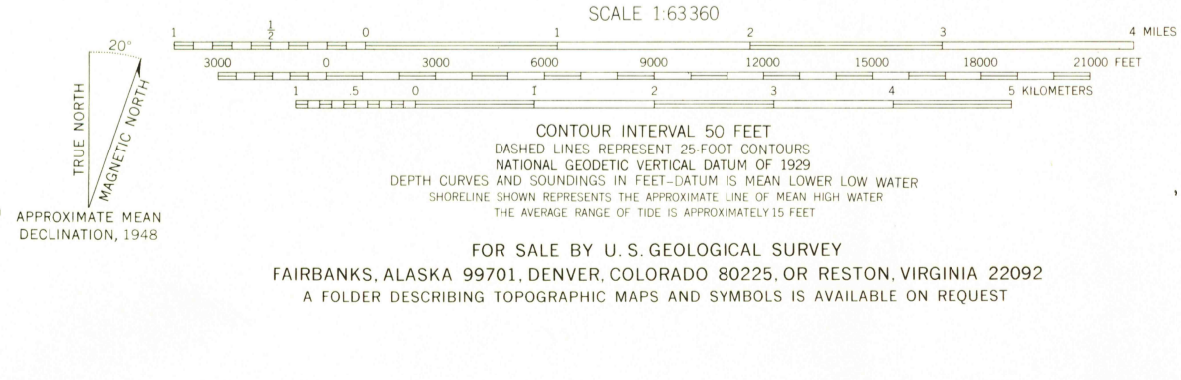 SCALE 1:63360
1 1/2 0 1 2 3 4 MILES
3000 0 3000 6000 9000 12000 15000 18000 21000 FEET
1 .5 0 1 2 3 4 5 KILOMETERS
20°
TRUE NORTH
MAGNETIC NORTH
APPROXIMATE MEAN
DECLINATION, 1948
CONTOUR INTERVAL 50 FEET
DASHED LINES REPRESENT 25-FOOT CONTOURS
NATIONAL GEODETIC VERTICAL DATUM OF 1929
DEPTH CURVES AND SOUNDINGS IN FEET-DATUM IS MEAN LOWER LOW WATER
SHORELINE SHOWN REPRESENTS THE APPROXIMATE LINE OF MEAN HIGH WATER
THE AVERAGE RANGE OF TIDE IS APPROXIMATELY 15 FEET
FOR SALE BY U. S. GEOLOGICAL SURVEY
FAIRBANKS, ALASKA 99701, DENVER, COLORADO 80225, OR RESTON, VIRGINIA 22092
A FOLDER DESCRIBING TOPOGRAPHIC MAPS AND SYMBOLS IS AVAILABLE ON REQUEST